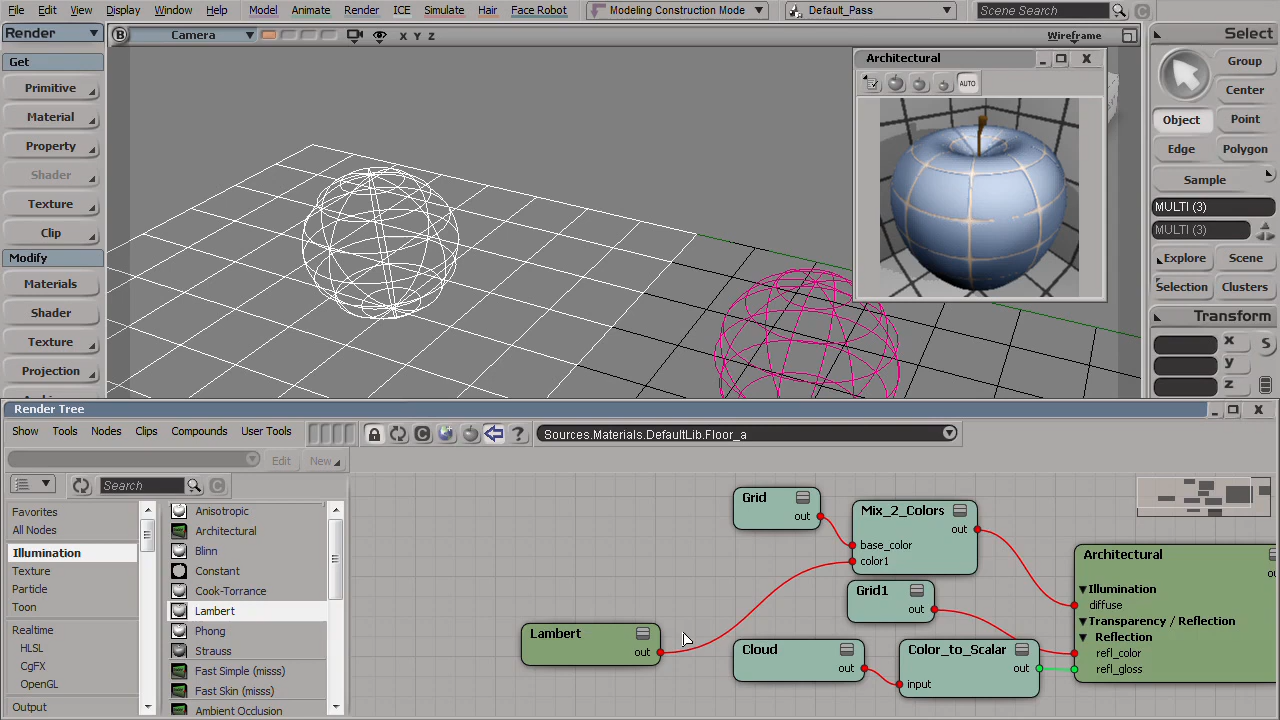 File Edit View Display Window Help Model Animate Render ICE Simulate Hair Face Robot Modeling Construction Mode Default_Pass Scene Search C
Render
B Camera X Y Z Wireframe
Select
Get
Primitive
Material
Property
Shader
Texture
Clip
Modify
Materials
Shader
Texture
Projection
Architectural
AUTO
Group
Center
Object Point
Edge Polygon
Sample
MULTI (3)
MULTI (3)
Explore Scene
Selection Clusters
Transform
x S
y
z
Render Tree
Show Tools Nodes Clips Compounds User Tools C ? Sources.Materials.DefaultLib.Floor_a
Edit New
Search C
Favorites
All Nodes
Illumination
Texture
Particle
Toon
Realtime
HLSL
CgFX
OpenGL
Output
Anisotropic
Architectural
Blinn
Constant
Cook-Torrance
Lambert
Phong
Strauss
Fast Simple (misss)
Fast Skin (misss)
Ambient Occlusion
Grid
out
Mix_2_Colors
out
base_color
color1
Grid1
out
Lambert
out
Cloud
out
Color_to_Scalar
out
input
Architectural
Illumination
diffuse
Transparency / Reflection
Reflection
refl_color
refl_gloss